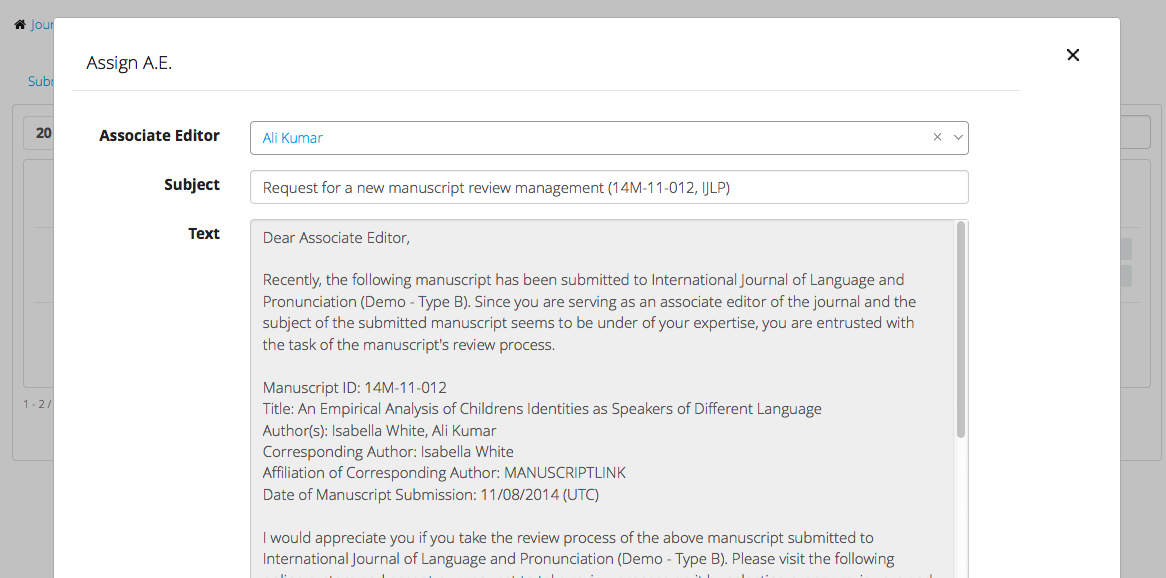 Jour
Assign A.E.
Subr
20
Associate Editor
Ali Kumar
Subject
Request for a new manuscript review management (14M-11-012, IJLP)
Text
Dear Associate Editor,
Recently, the following manuscript has been submitted to International Journal of Language and
Pronunciation (Demo - Type B). Since you are serving as an associate editor of the journal and the
subject of the submitted manuscript seems to be under of your expertise, you are entrusted with
the task of the manuscript's review process.
Manuscript ID: 14M-11-012
Title: An Empirical Analysis of Childrens Identities as Speakers of Different Language
Author(s): Isabella White, Ali Kumar
Corresponding Author: Isabella White
Affiliation of Corresponding Author: MANUSCRIPTLINK
Date of Manuscript Submission: 11/08/2014 (UTC)
1 - 2 /
I would appreciate you if you take the review process of the above manuscript submitted to
International Journal of Language and Pronunciation (Demo - Type B). Please visit the following